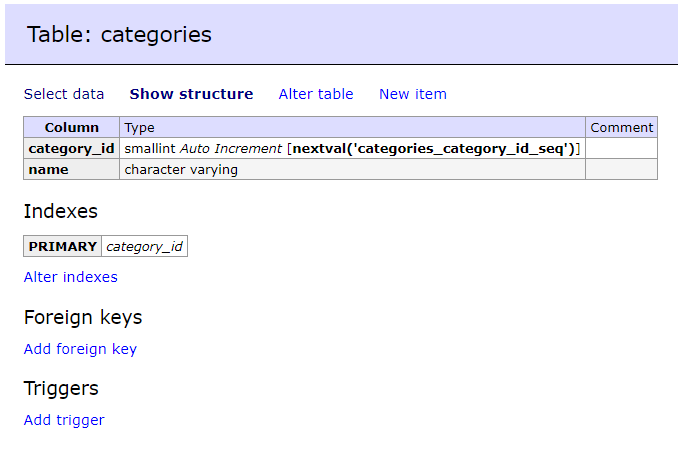 Table: categories
Select data Show structure Alter table New item
Column Type Comment
category_id smallint Auto Increment [nextval('categories_category_id_seq')]
name character varying
Indexes
PRIMARY category_id
Alter indexes
Foreign keys
Add foreign key
Triggers
Add trigger